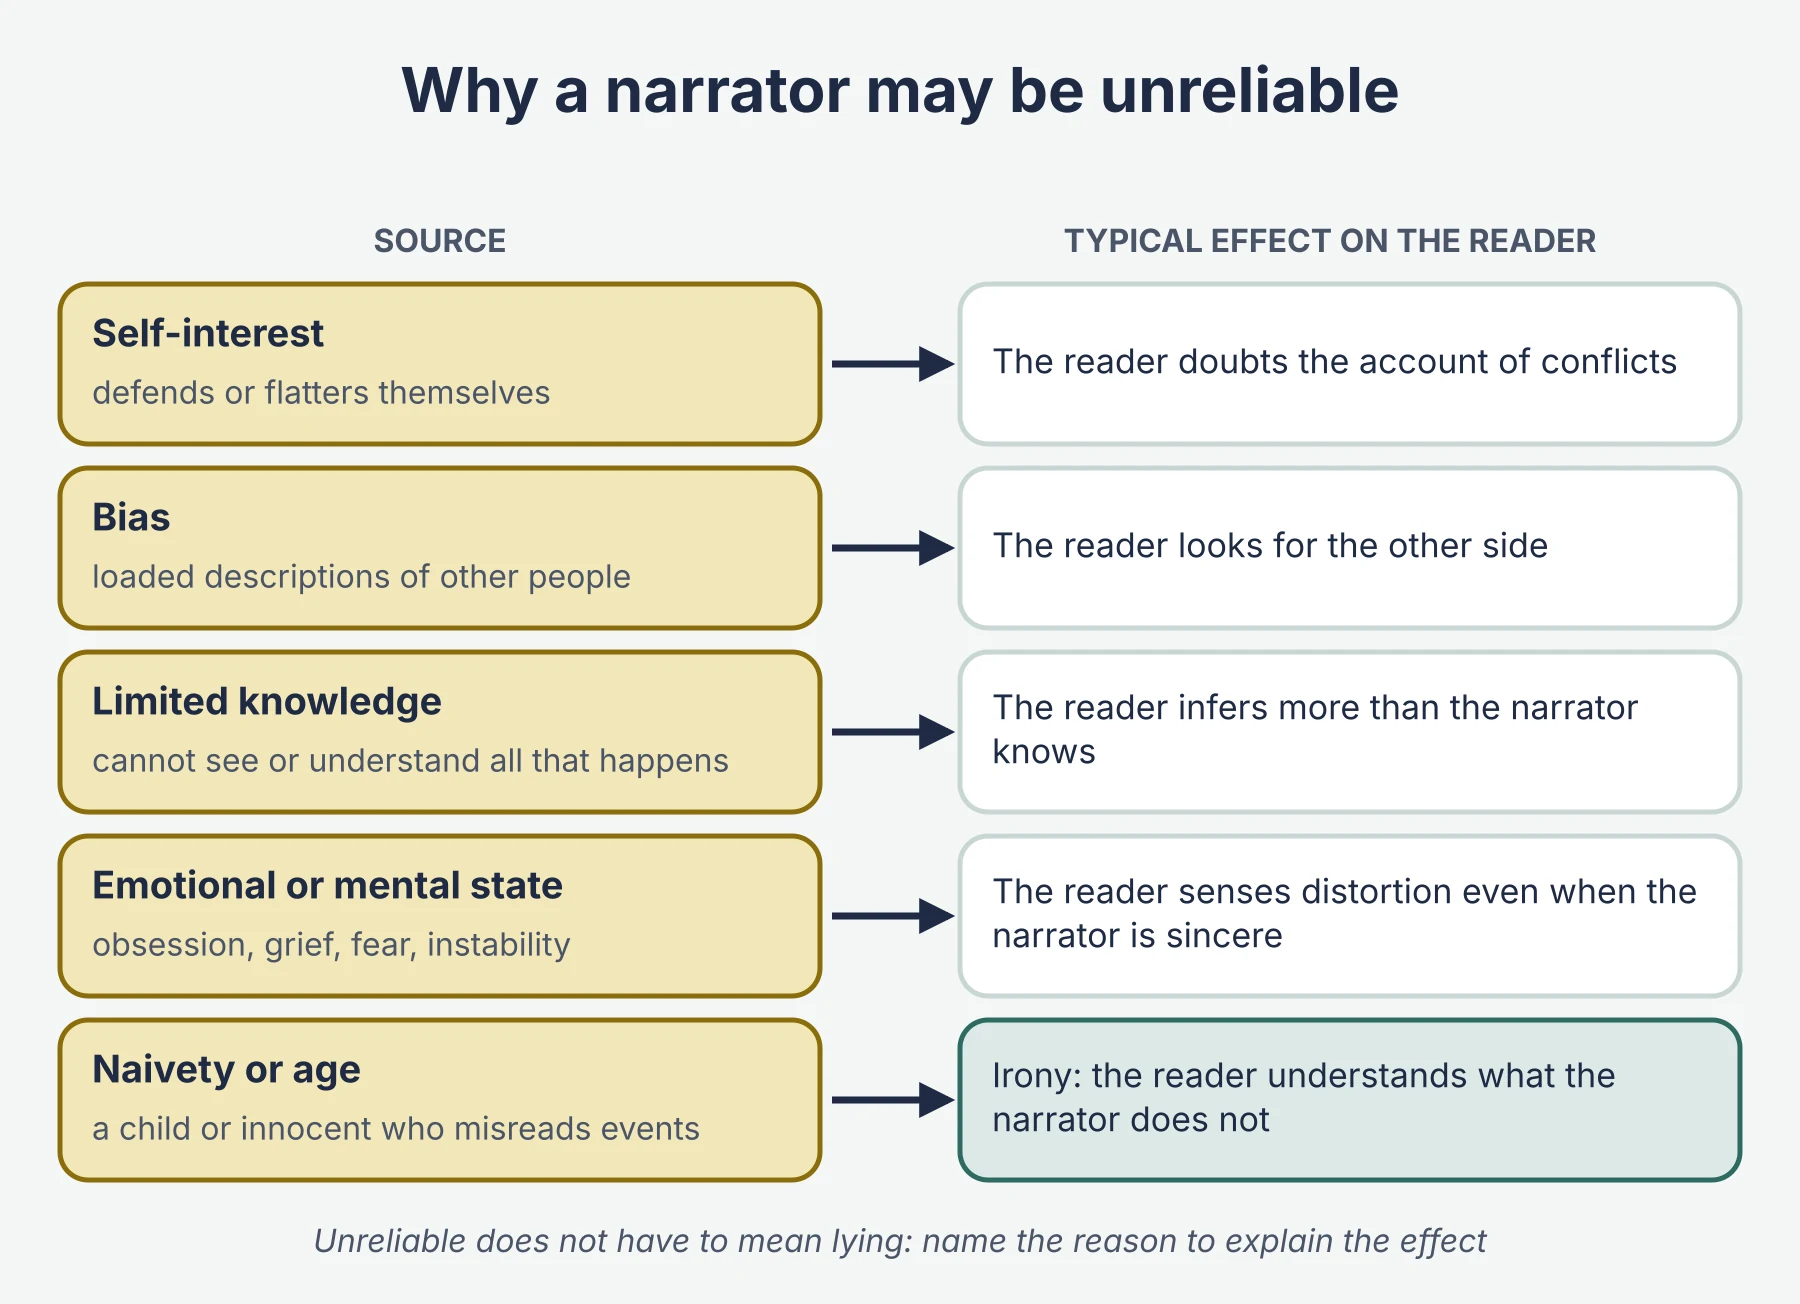 Why a narrator may be unreliable
SOURCE
TYPICAL EFFECT ON THE READER
Self-interest
defends or flatters themselves
The reader doubts the account of conflicts
Bias
loaded descriptions of other people
The reader looks for the other side
Limited knowledge
cannot see or understand all that happens
The reader infers more than the narrator
knows
Emotional or mental state
obsession, grief, fear, instability
The reader senses distortion even when the
narrator is sincere
Naivety or age
a child or innocent who misreads events
Irony: the reader understands what the
narrator does not
Unreliable does not have to mean lying: name the reason to explain the effect